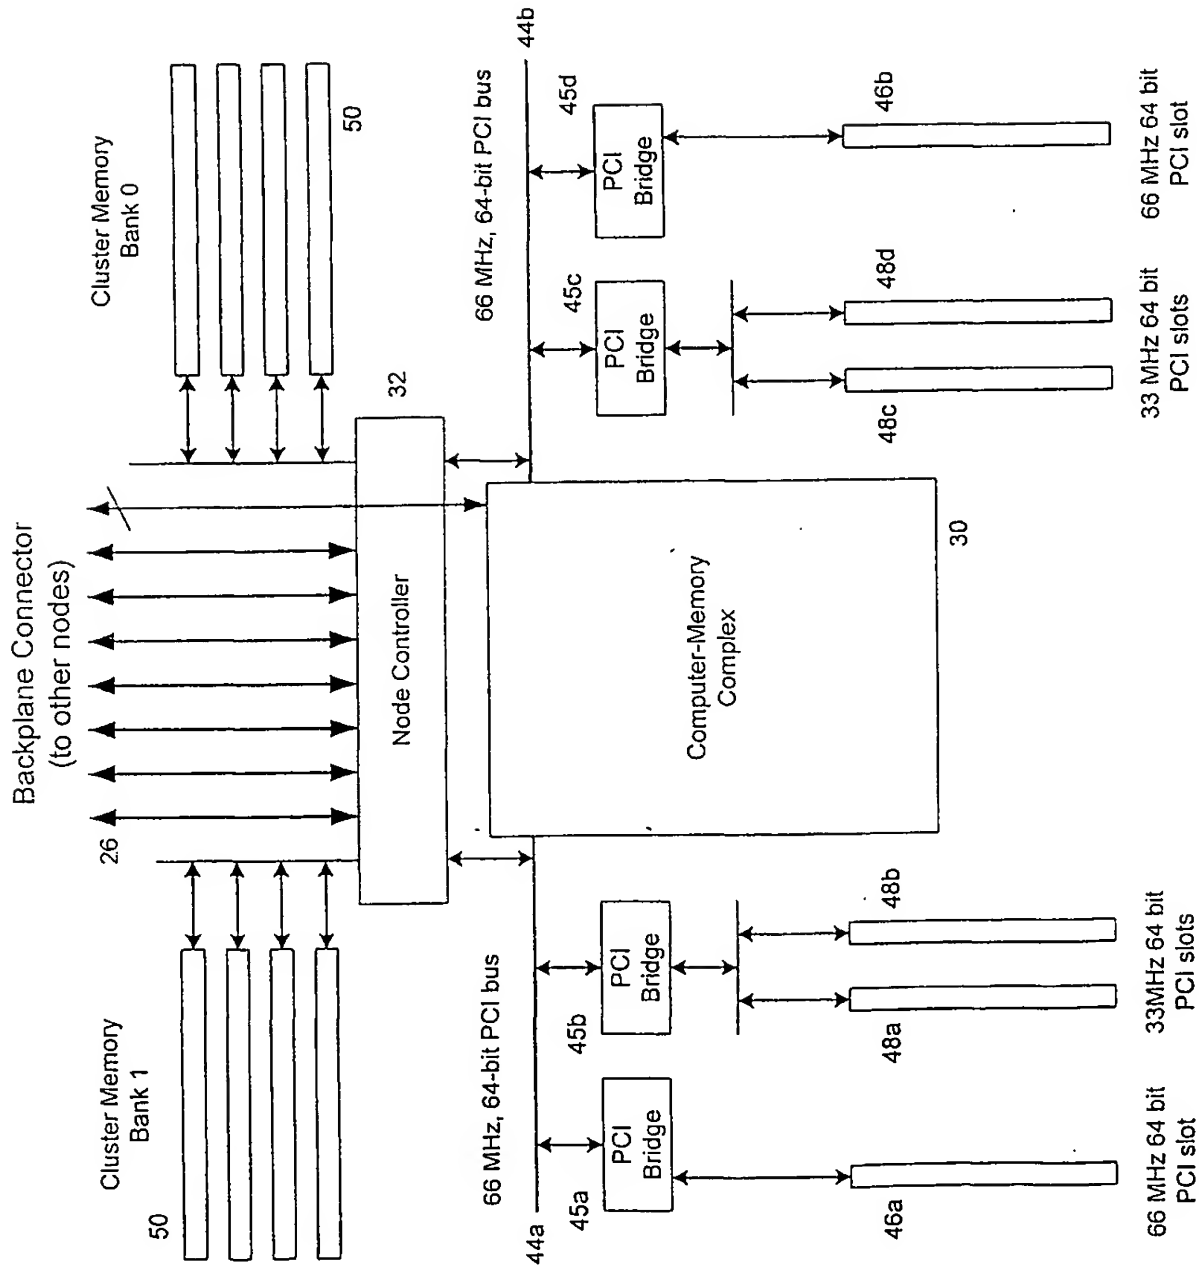 Backplane Connector
(to other nodes)
Cluster Memory
Bank 1
Cluster Memory
Bank 0
26
50
50
32
Node Controller
66 MHz, 64-bit PCI bus
66 MHz, 64-bit PCI bus
44a
44b
45a
45b
45c
45d
PCI
Bridge
PCI
Bridge
PCI
Bridge
PCI
Bridge
Computer-Memory
Complex
30
46a
48a
48b
48c
48d
46b
66 MHz 64 bit
PCI slot
33MHz 64 bit
PCI slots
33 MHz 64 bit
PCI slots
66 MHz 64 bit
PCI slot